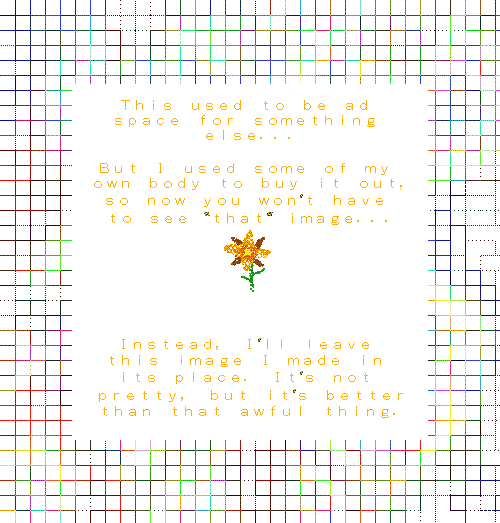 This used to be ad
space for something
else...
But I used some of my
own body to buy it out,
so now you won't have
to see "that" image...
Instead, I'll leave
this image I made in
its place. It's not
pretty, but it's better
than that awful thing.